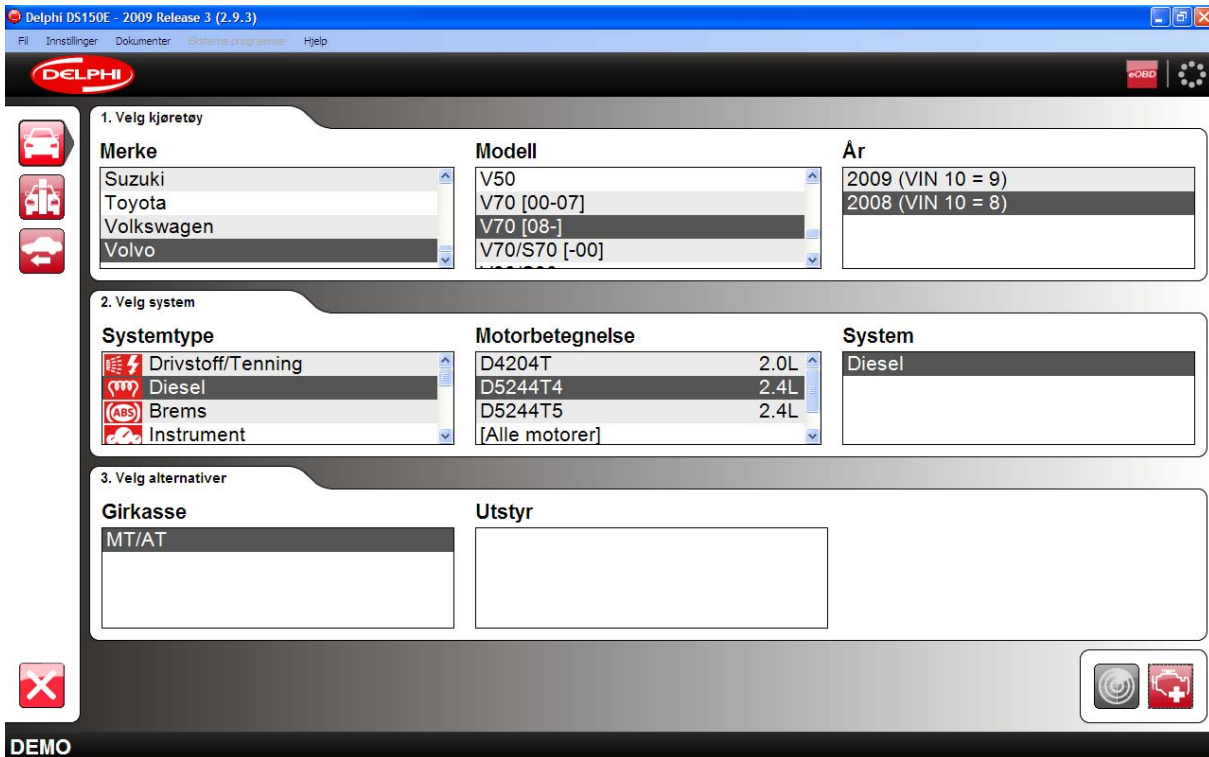 Delphi DS150E - 2009 Release 3 (2.9.3)
Fil Innstillinger Dokumenter Eksterne programmer Hjelp
DELPHI
eOBD
1. Velg kjøretøy
Merke
Suzuki
Toyota
Volkswagen
Volvo
Modell
V50
V70 [00-07]
V70 [08-]
V70/S70 [-00]
År
2009 (VIN 10 = 9)
2008 (VIN 10 = 8)
2. Velg system
Systemtype
Drivstoff/Tenning
Diesel
(ABS) Brems
Instrument
Motorbetegnelse
D4204T 2.0L
D5244T4 2.4L
D5244T5 2.4L
[Alle motorer]
System
Diesel
3. Velg alternativer
Girkasse
MT/AT
Utstyr
DEMO